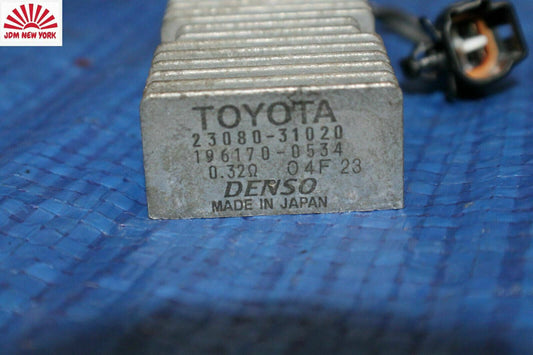 JDM NEW YORK
TOYOTA
23080-31020
196170-0534
0.32Ω 04F 23
DENSO
MADE IN JAPAN